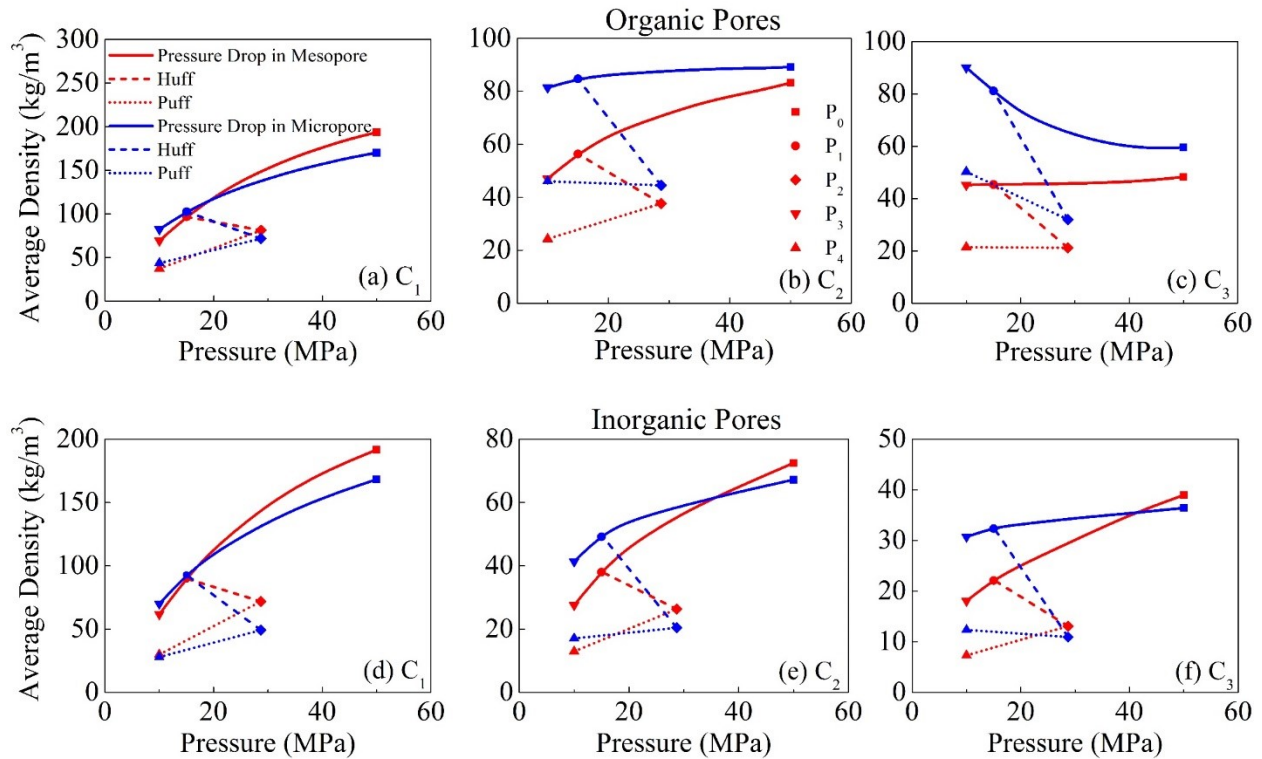 Organic Pores
Average Density (kg/m³)
300
250
200
150
100
50
0
Pressure Drop in Mesopore
Huff
Puff
Pressure Drop in Micropore
Huff
Puff
(a) C₁
0 20 40 60
Pressure (MPa)
100
80
60
40
20
0
P₀
P₁
P₂
P₃
P₄
(b) C₂
0 20 40 60
Pressure (MPa)
100
80
60
40
20
0
(c) C₃
0 20 40 60
Pressure (MPa)
Inorganic Pores
Average Density (kg/m³)
200
150
100
50
0
(d) C₁
0 20 40 60
Pressure (MPa)
80
60
40
20
0
(e) C₂
0 20 40 60
Pressure (MPa)
50
40
30
20
10
0
(f) C₃
0 20 40 60
Pressure (MPa)